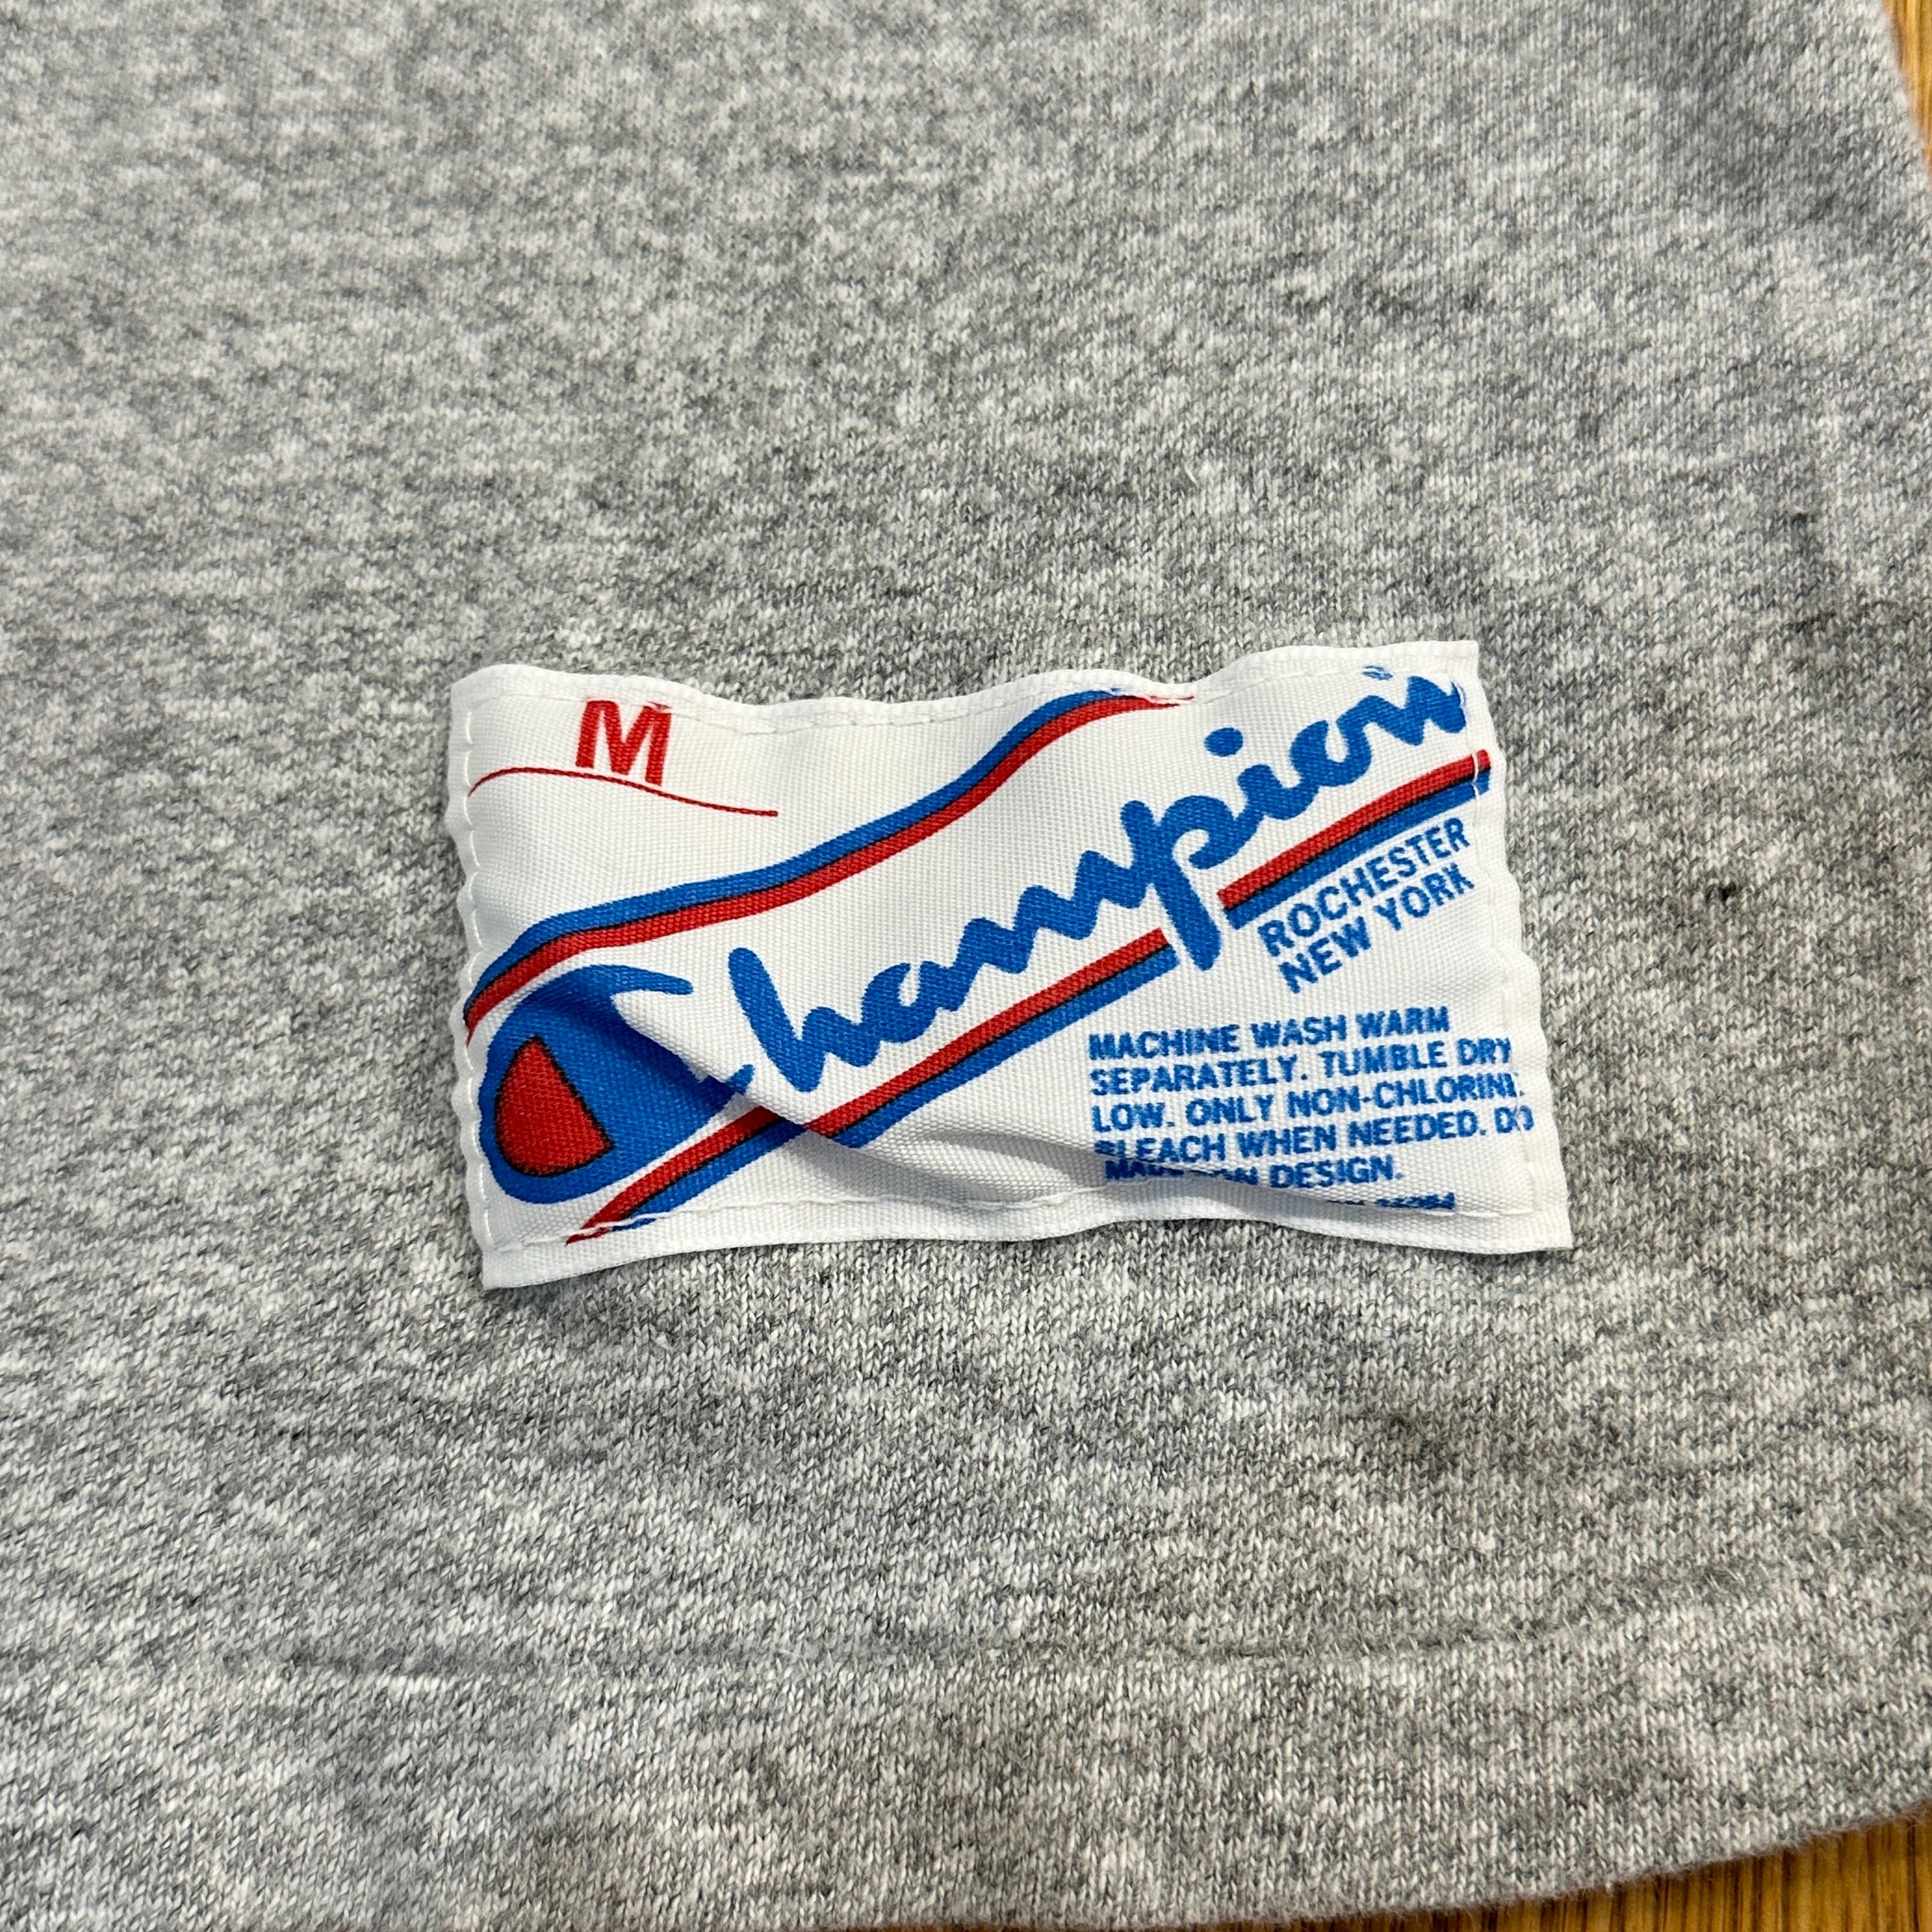 M
Champion
ROCHESTER
NEW YORK
MACHINE WASH WARM
SEPARATELY. TUMBLE DRY
LOW. ONLY NON-CHLORINE
BLEACH WHEN NEEDED. DO
DESIGN.